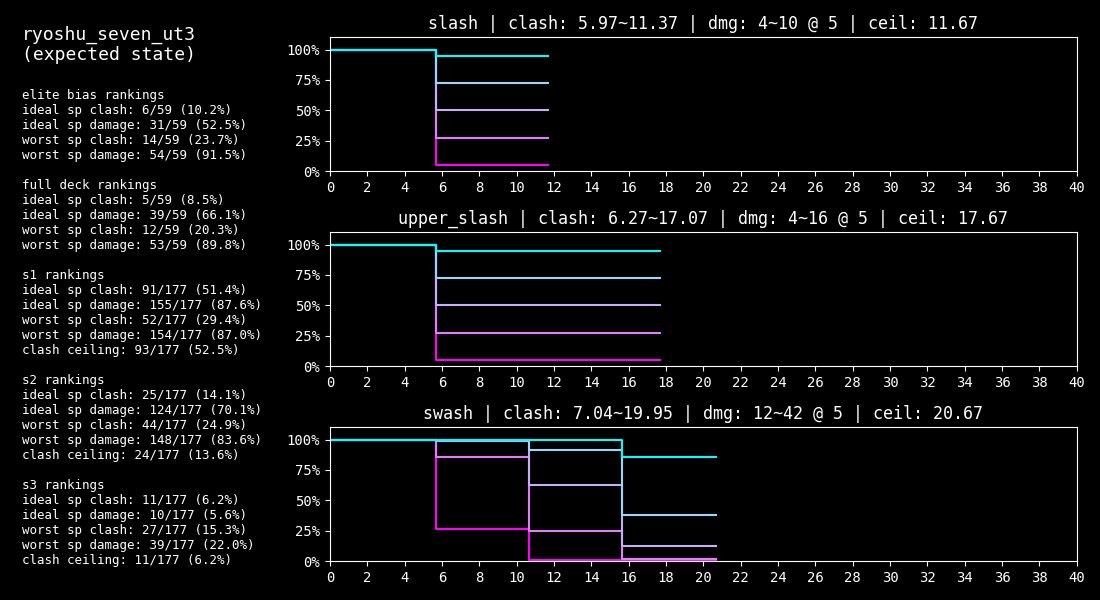 ryoshu_seven_ut3
(expected state)
elite bias rankings
ideal sp clash: 6/59 (10.2%)
ideal sp damage: 31/59 (52.5%)
worst sp clash: 14/59 (23.7%)
worst sp damage: 54/59 (91.5%)
full deck rankings
ideal sp clash: 5/59 (8.5%)
ideal sp damage: 39/59 (66.1%)
worst sp clash: 12/59 (20.3%)
worst sp damage: 53/59 (89.8%)
s1 rankings
ideal sp clash: 91/177 (51.4%)
ideal sp damage: 155/177 (87.6%)
worst sp clash: 52/177 (29.4%)
worst sp damage: 154/177 (87.0%)
clash ceiling: 93/177 (52.5%)
s2 rankings
ideal sp clash: 25/177 (14.1%)
ideal sp damage: 124/177 (70.1%)
worst sp clash: 44/177 (24.9%)
worst sp damage: 148/177 (83.6%)
clash ceiling: 24/177 (13.6%)
s3 rankings
ideal sp clash: 11/177 (6.2%)
ideal sp damage: 10/177 (5.6%)
worst sp clash: 27/177 (15.3%)
worst sp damage: 39/177 (22.0%)
clash ceiling: 11/177 (6.2%)
slash | clash: 5.97~11.37 | dmg: 4~10 @ 5 | ceil: 11.67
100%
75%
50%
25%
0%
0 2 4 6 8 10 12 14 16 18 20 22 24 26 28 30 32 34 36 38 40
upper_slash | clash: 6.27~17.07 | dmg: 4~16 @ 5 | ceil: 17.67
100%
75%
50%
25%
0%
0 2 4 6 8 10 12 14 16 18 20 22 24 26 28 30 32 34 36 38 40
swash | clash: 7.04~19.95 | dmg: 12~42 @ 5 | ceil: 20.67
100%
75%
50%
25%
0%
0 2 4 6 8 10 12 14 16 18 20 22 24 26 28 30 32 34 36 38 40